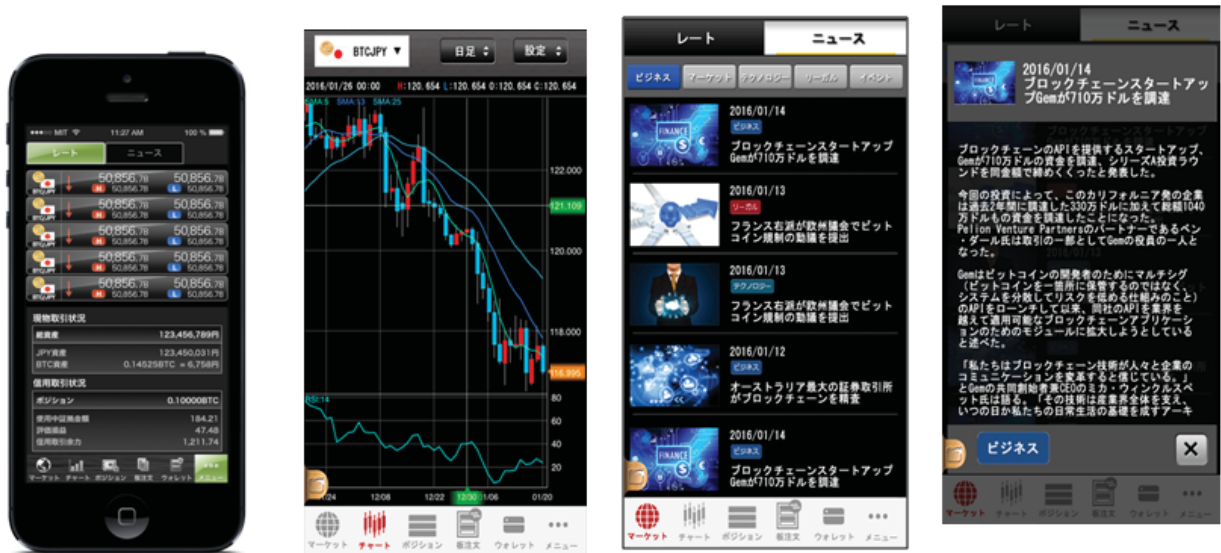 MIT
11:27 AM
100 %
レート
ニュース
BTCJPY
50,856.78
50,856.78
H 50,856.78
L 50,856.78
BTCJPY
50,856.78
50,856.78
H 50,856.78
L 50,856.78
BTCJPY
50,856.78
50,856.78
H 50,856.78
L 50,856.78
BTCJPY
50,856.78
50,856.78
H 50,856.78
L 50,856.78
現物取引状況
総資産 123,456,789円
JPY資産 123,450,031円
BTC資産 0.14525BTC = 6,758円
信用取引状況
ポジション 0.10000BTC
使用中証拠金額 184.21
評価損益 47.48
信用取引余力 1,211.74
マーケット チャート ポジション 板注文 ウォレット メニュー
BTCJPY ▼
日足
設定
2016/01/26 00:00 H:120.654 L:120.654 O:120.654 C:120.654
SMA:5 SMA:13 SMA:25
122.000
121.109
120.000
118.000
116.995
RSI:14
80
60
40
20
1/24 12/08 12/22 12/30 01/06 01/20
マーケット チャート ポジション 板注文 ウォレット メニュー
レート
ニュース
ビジネス マーケット テクノロジー リーガル イベント
FINANCE
2016/01/14
ビジネス
ブロックチェーンスタートアップ
Gemが710万ドルを調達
2016/01/13
リーガル
フランス右派が欧州議会でビット
コイン規制の動議を提出
2016/01/13
テクノロジー
フランス右派が欧州議会でビット
コイン規制の動議を提出
2016/01/12
ビジネス
オーストラリア最大の証券取引所
がブロックチェーンを精査
FINANCE
2016/01/14
ビジネス
ブロックチェーンスタートアップ
Gemが710万ドルを調達
マーケット チャート ポジション 板注文 ウォレット メニュー
レート
ニュース
FINANCE
2016/01/14
ブロックチェーンスタートアッ
プGemが710万ドルを調達
ブロックチェーンのAPIを提供するスタートアップ、
Gemが710万ドルの資金を調達、シリーズA投資ラウ
ンドを同金額で締めくくったと発表した。
今回の投資によって、このカリフォルニア発の企業
は過去2年間に調達した330万ドルに加えて総額1040
万ドルもの資金を調達したことになった。
Pelion Venture Partnersのパートナーであるベン
・ダール氏は取引の一部としてGemの役員の一人と
なった。
Gemはビットコインの開発者のためにマルチシグ
（ビットコインを一箇所に保管するのではなく、
システムを分散してリスクを低める仕組みのこと）
のAPIをローンチして以来、同社のAPIを業界を
越えて適用可能なブロックチェーンアプリケーシ
ョンのためのモジュールに拡大しようとしている
と述べた。
「私たちはブロックチェーン技術が人々と企業の
コミュニケーションを変革すると信じている。」
とGemの共同創始者兼CEOのミカ・ウィンクルスペ
ット氏は語る。「その技術は産業界全体を支え、
いつの日か私たちの日常生活の基礎を成すアーキ
ビジネス
マーケット チャート ポジション 板注文 ウォレット メニュー